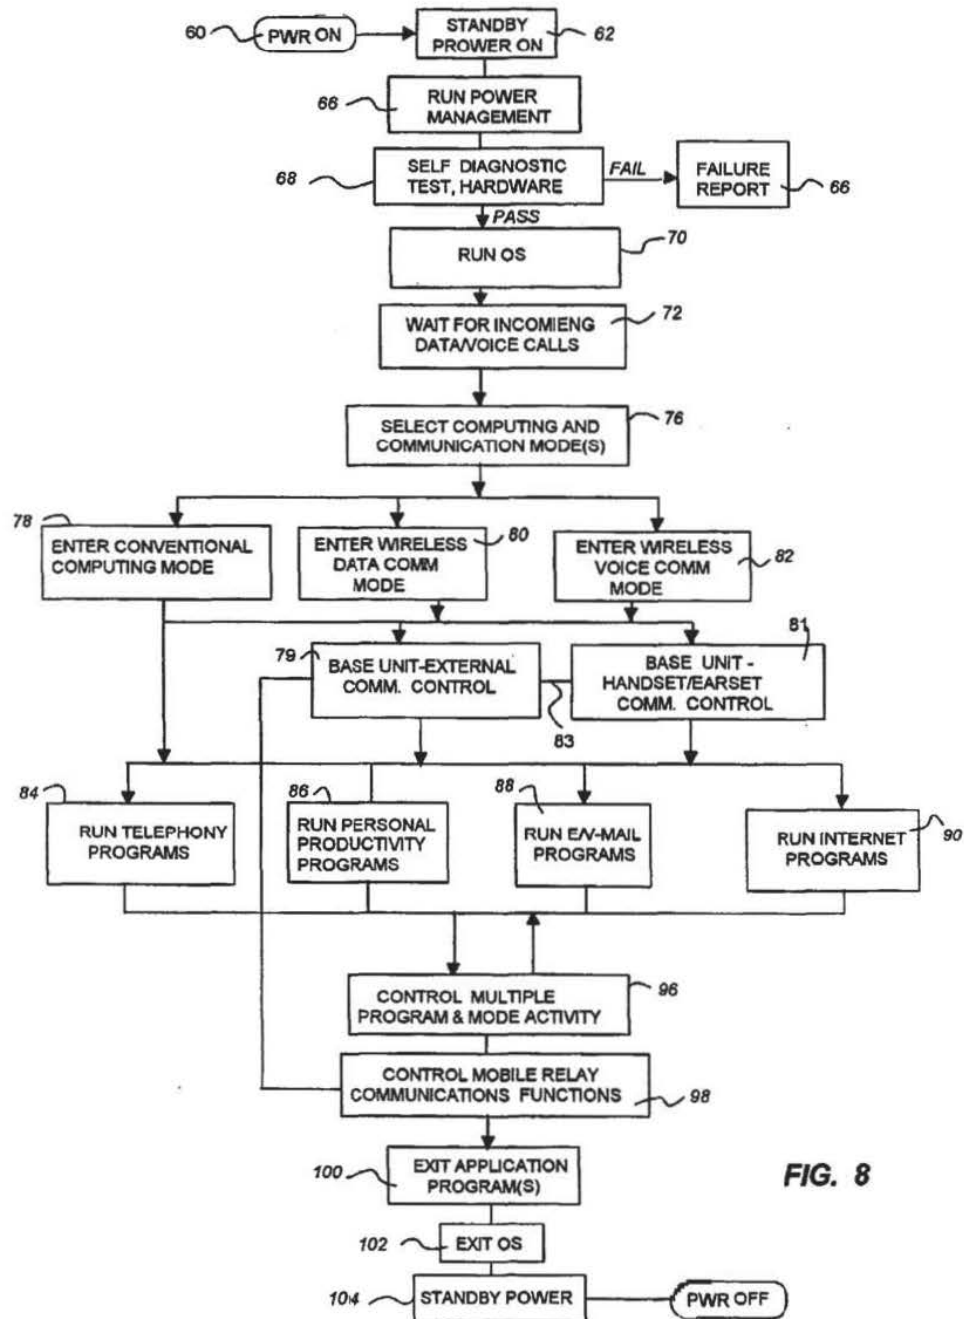 60
PWR ON
STANDBY
PROWER ON
62
66
RUN POWER
MANAGEMENT
68
SELF DIAGNOSTIC
TEST, HARDWARE
FAIL
FAILURE
REPORT
66
PASS
70
RUN OS
72
WAIT FOR INCOMIENG
DATA/VOICE CALLS
76
SELECT COMPUTING AND
COMMUNICATION MODE(S)
78
ENTER CONVENTIONAL
COMPUTING MODE
80
ENTER WIRELESS
DATA COMM
MODE
82
ENTER WIRELESS
VOICE COMM
MODE
79
BASE UNIT-EXTERNAL
COMM. CONTROL
81
BASE UNIT -
HANDSET/EARSET
COMM. CONTROL
83
84
RUN TELEPHONY
PROGRAMS
86
RUN PERSONAL
PRODUCTIVITY
PROGRAMS
88
RUN E/V-MAIL
PROGRAMS
90
RUN INTERNET
PROGRAMS
96
CONTROL MULTIPLE
PROGRAM & MODE ACTIVITY
CONTROL MOBILE RELAY
COMMUNICATIONS FUNCTIONS
98
100
EXIT APPLICATION
PROGRAM(S)
FIG. 8
102
EXIT OS
104
STANDBY POWER
PWR OFF